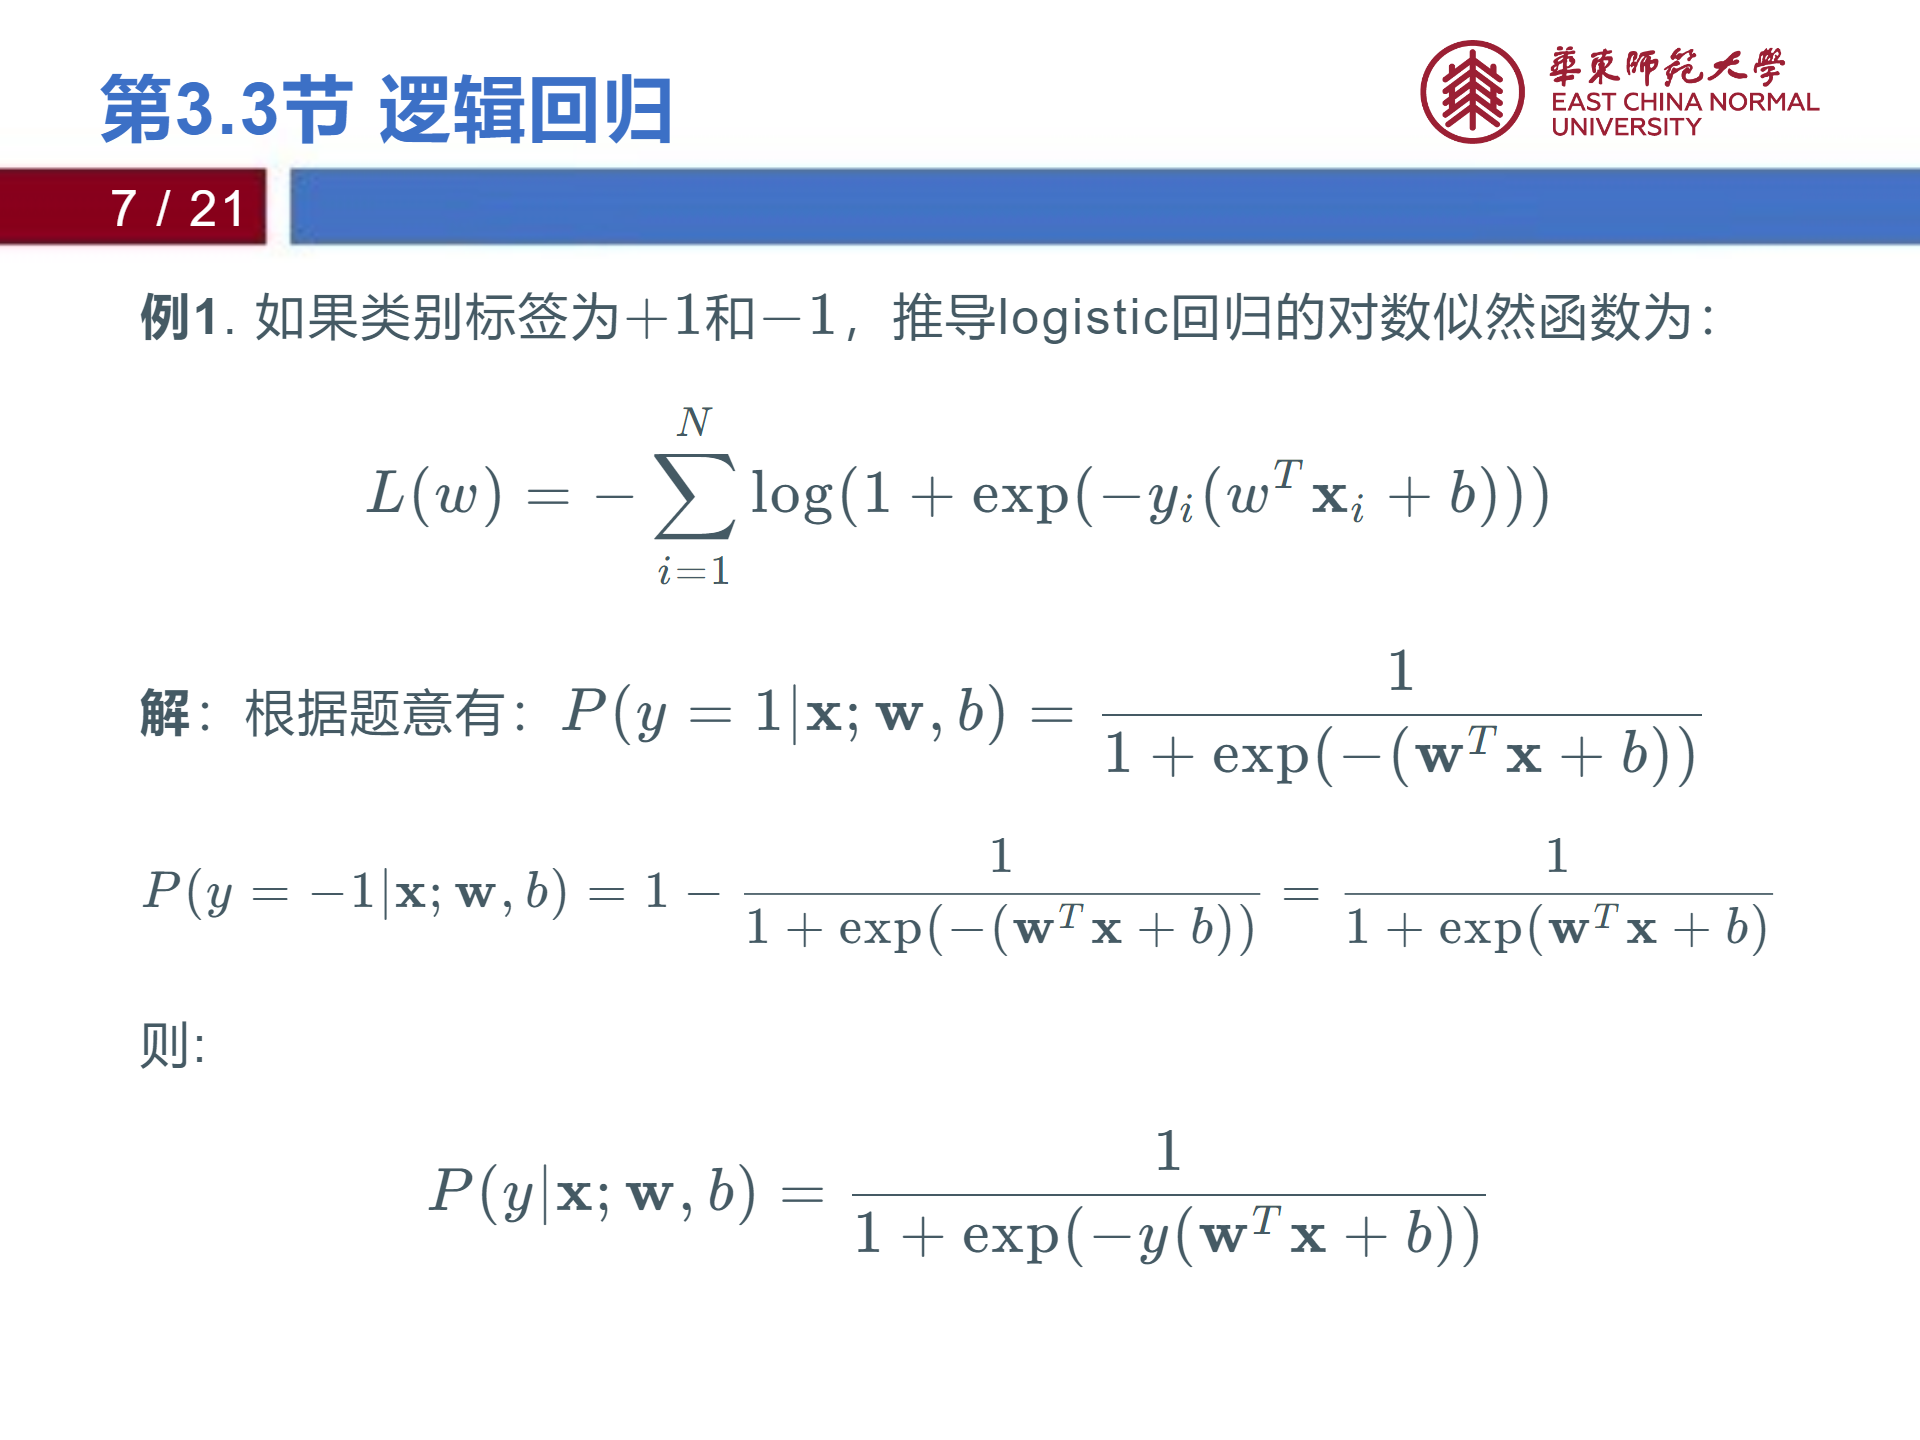 第3.3节 逻辑回归
華東師範大學
EAST CHINA NORMAL
UNIVERSITY
7 / 21
例1. 如果类别标签为+1和−1，推导logistic回归的对数似然函数为：
L(w) = −∑_{i=1}^{N} log(1 + exp(−y_i(w^T **x**_i + b)))
解：根据题意有：P(y = 1|x; w, b) = 1 / (1 + exp(−(w^T x + b)))
P(y = −1|x; w, b) = 1 − 1 / (1 + exp(−(w^T x + b))) = 1 / (1 + exp(w^T x + b))
则:
P(y|x; w, b) = 1 / (1 + exp(−y(w^T x + b)))